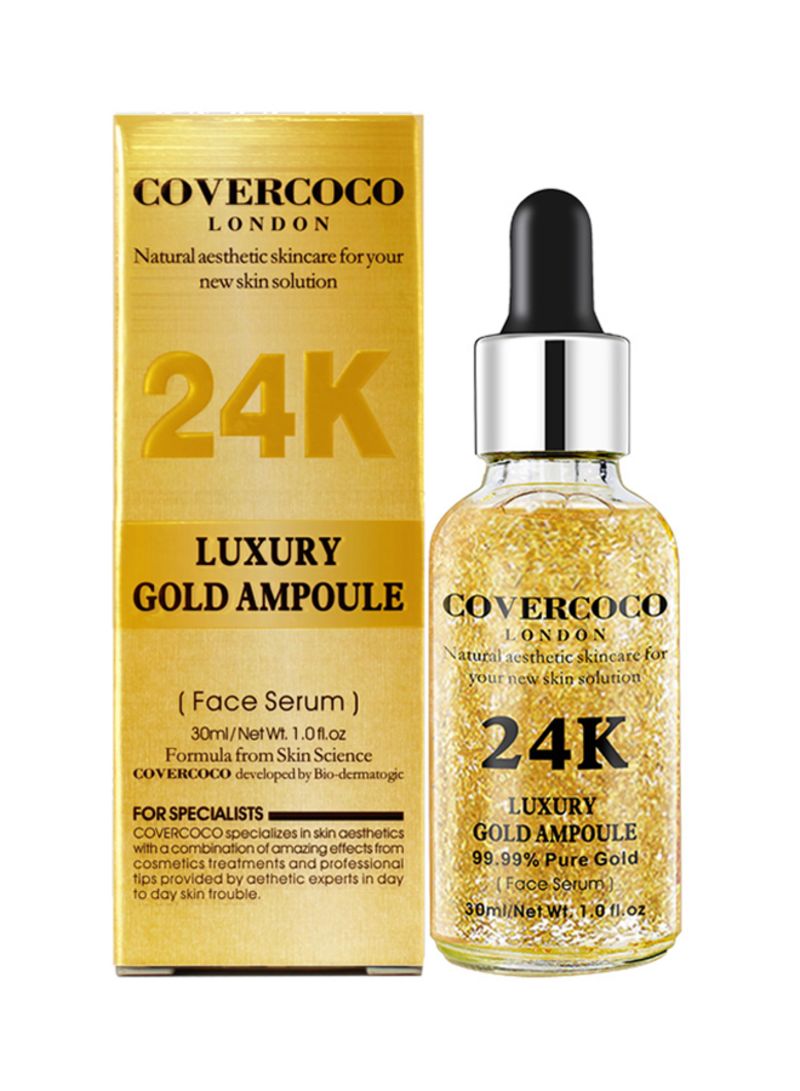 COVERCOCO
LONDON
Natural aesthetic skincare for your
new skin solution
24K
LUXURY
GOLD AMPOULE
( Face Serum )
30ml/Net Wt. 1.0 fl.oz
Formula from Skin Science
COVERCOCO developed by Bio-dermatogic
FOR SPECIALISTS
COVERCOCO specializes in skin aesthetics
with a combination of amazing effects from
cosmetics treatments and professional
tips provided by aethetic experts in day
to day skin trouble.
COVERCOCO
LONDON
Natural aesthetic skincare for
your new skin solution
24K
LUXURY
GOLD AMPOULE
99.99% Pure Gold
( Face Serum )
30ml/Net Wt. 1.0 fl.oz